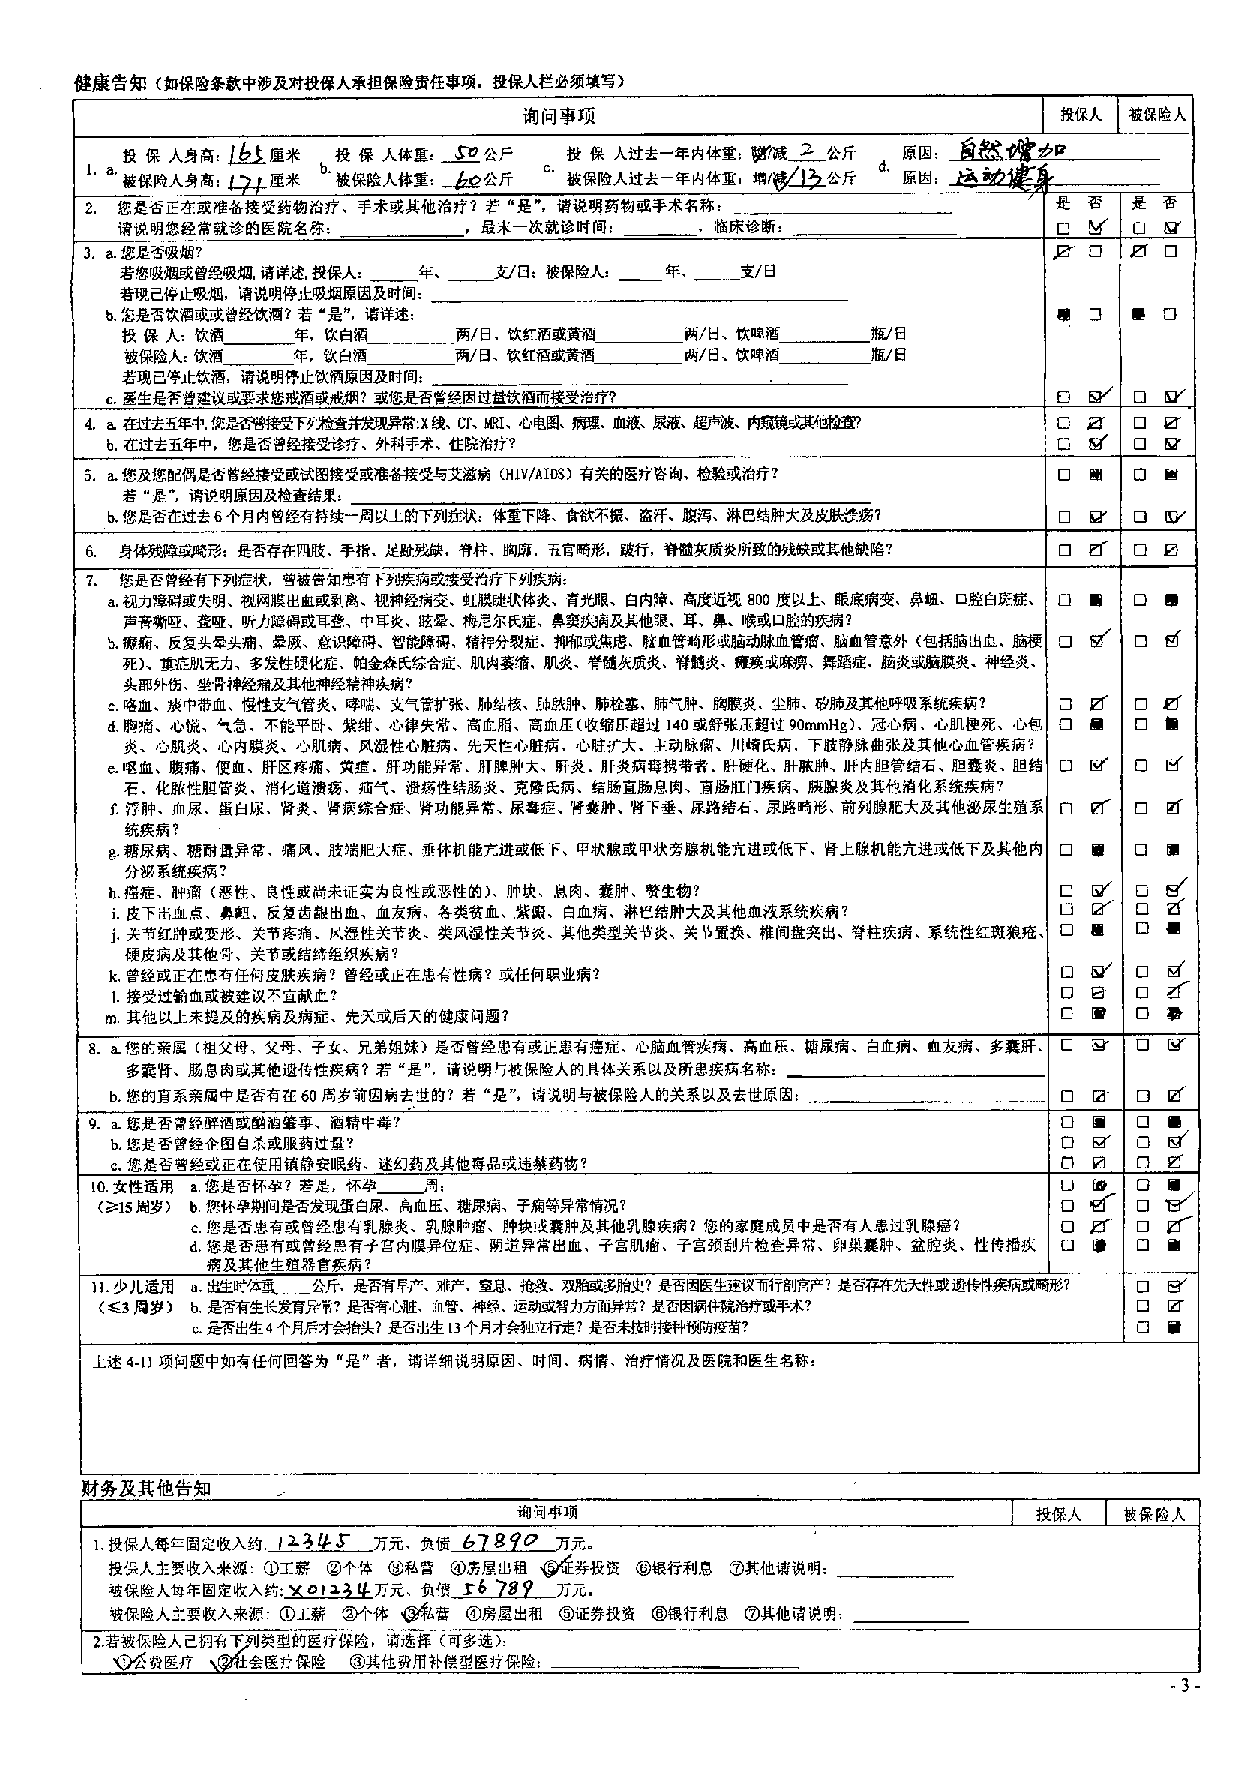 健康告知（如保险条款中涉及对投保人承担保险责任事项，投保人栏必须填写）
询问事项 投保人 被保险人
1. a. 投保人身高：165厘米 b. 投保人体重：50公斤 c. 投保人过去一年内体重：增/减 2 公斤 d. 原因：自然增加
被保险人身高：171厘米 被保险人体重：60公斤 被保险人过去一年内体重：增/减/13公斤 原因：运动健身
2. 您是否正在或准备接受药物治疗、手术或其他治疗？若“是”，请说明药物或手术名称： 是 否 是 否
请说明您经常就诊的医院名称： ，最末一次就诊时间： ，临床诊断：
3. a.您是否吸烟？
若您吸烟或曾经吸烟,请详述,投保人： 年、 支/日；被保险人： 年、 支/日
若现已停止吸烟，请说明停止吸烟原因及时间：
b.您是否饮酒或或曾经饮酒？若“是”，请详述：
投保人：饮酒 年，饮白酒 两/日、饮红酒或黄酒 两/日、饮啤酒 瓶/日
被保险人：饮酒 年，饮白酒 两/日、饮红酒或黄酒 两/日、饮啤酒 瓶/日
若现已停止饮酒，请说明停止饮酒原因及时间：
c. 医生是否曾建议或要求您戒酒或戒烟？或您是否曾经因过量饮酒而接受治疗？
4. a. 在过去五年中,您是否曾接受下列检查并发现异常:X线、CT、MRI、心电图、病理、血液、尿液、超声波、内窥镜或其他检查？
b. 在过去五年中，您是否曾经接受诊疗、外科手术、住院治疗？
5. a.您及您配偶是否曾经接受或试图接受或准备接受与艾滋病（HIV/AIDS）有关的医疗咨询、检验或治疗？
若“是”，请说明原因及检查结果：
b.您是否在过去6个月内曾经有持续一周以上的下列症状：体重下降、食欲不振、盗汗、腹泻、淋巴结肿大及皮肤溃疡？
6. 身体残障或畸形：是否存在四肢、手指、足趾残缺，脊柱、胸廓，五官畸形，跛行，脊髓灰质炎所致的残缺或其他缺陷？
7. 您是否曾经有下列症状，曾被告知患有下列疾病或接受治疗下列疾病：
a.视力障碍或失明、视网膜出血或剥离、视神经病变、虹膜睫状体炎、青光眼、白内障、高度近视 800 度以上、眼底病变、鼻衄、口腔白斑症、
声音嘶哑、聋哑、听力障碍或耳聋、中耳炎、眩晕、梅尼尔氏症、鼻窦疾病及其他眼、耳、鼻、喉或口腔的疾病？
b.癫痫、反复头晕头痛、晕厥、意识障碍、智能障碍、精神分裂症、抑郁或焦虑、脑血管畸形或脑动脉血管瘤、脑血管意外（包括脑出血、脑梗
死）、重症肌无力、多发性硬化症、帕金森氏综合症、肌肉萎缩、肌炎、脊髓灰质炎、脊髓炎、瘫痪或麻痹、舞蹈症、脑炎或脑膜炎、神经炎、
头部外伤、坐骨神经痛及其他神经精神疾病？
c.咯血、痰中带血、慢性支气管炎、哮喘、支气管扩张、肺结核、肺脓肿、肺栓塞、肺气肿、胸膜炎、尘肺、矽肺及其他呼吸系统疾病？
d.胸痛、心慌、气急、不能平卧、紫绀、心律失常、高血脂、高血压（收缩压超过 140 或舒张压超过 90mmHg）、冠心病、心肌梗死、心包
炎、心肌炎、心内膜炎、心肌病、风湿性心脏病、先天性心脏病、心脏扩大、主动脉瘤、川崎氏病、下肢静脉曲张及其他心血管疾病？
e.呕血、腹痛、便血、肝区疼痛、黄疸、肝功能异常、肝脾肿大、肝炎、肝炎病毒携带者、肝硬化、肝脓肿、肝内胆管结石、胆囊炎、胆结
石、化脓性胆管炎、消化道溃疡、疝气、溃疡性结肠炎、克隆氏病、结肠直肠息肉、直肠肛门疾病、胰腺炎及其他消化系统疾病？
f.浮肿、血尿、蛋白尿、肾炎、肾病综合症、肾功能异常、尿毒症、肾囊肿、肾下垂、尿路结石、尿路畸形、前列腺肥大及其他泌尿生殖系
统疾病？
g.糖尿病、糖耐量异常、痛风、肢端肥大症、垂体机能亢进或低下、甲状腺或甲状旁腺机能亢进或低下、肾上腺机能亢进或低下及其他内
分泌系统疾病？
h.癌症、肿瘤（恶性、良性或尚未证实为良性或恶性的）、肿块、息肉、囊肿、赘生物？
i. 皮下出血点、鼻衄、反复齿龈出血、血友病、各类贫血、紫癜、白血病、淋巴结肿大及其他血液系统疾病？
j. 关节红肿或变形、关节疼痛、风湿性关节炎、类风湿性关节炎、其他类型关节炎、关节置换、椎间盘突出、脊柱疾病、系统性红斑狼疮、
硬皮病及其他骨、关节或结缔组织疾病？
k. 曾经或正在患有任何皮肤疾病？曾经或正在患有性病？或任何职业病？
l. 接受过输血或被建议不宜献血？
m. 其他以上未提及的疾病及病症、先天或后天的健康问题？
8. a.您的亲属（祖父母、父母、子女、兄弟姐妹）是否曾经患有或正患有癌症、心脑血管疾病、高血压、糖尿病、白血病、血友病、多囊肝、
多囊肾、肠息肉或其他遗传性疾病？若“是”，请说明与被保险人的具体关系以及所患疾病名称：
b.您的直系亲属中是否有在 60 周岁前因病去世的？若“是”，请说明与被保险人的关系以及去世原因：
9. a.您是否曾经醉酒或酗酒肇事、酒精中毒？
b.您是否曾经企图自杀或服药过量？
c. 您是否曾经或正在使用镇静安眠药、迷幻药及其他毒品或违禁药物？
10.女性适用 a.您是否怀孕？若是，怀孕 周；
（≥15周岁） b.您怀孕期间是否发现蛋白尿、高血压、糖尿病、子痫等异常情况？
c.您是否患有或曾经患有乳腺炎、乳腺肿瘤、肿块或囊肿及其他乳腺疾病？您的家庭成员中是否有人患过乳腺癌？
d.您是否患有或曾经患有子宫内膜异位症、阴道异常出血、子宫肌瘤、子宫颈刮片检查异常、卵巢囊肿、盆腔炎、性传播疾
病及其他生殖器官疾病？
11.少儿适用 a.出生时体重 公斤，是否有早产、难产、窒息、抢救、双胎或多胎史？是否因医生建议而行剖宫产？是否存在先天性或遗传性疾病或畸形？
（≤3周岁） b.是否有生长发育异常？是否有心脏、血管、神经、运动或智力方面异常？是否因病住院治疗或手术？
c.是否出生4个月后才会抬头？是否出生13个月才会独立行走？是否未按时接种预防疫苗？
上述4-11项问题中如有任何回答为“是”者，请详细说明原因、时间、病情、治疗情况及医院和医生名称：
财务及其他告知
询问事项 投保人 被保险人
1.投保人每年固定收入约 12345 万元、负债 67890 万元。
投保人主要收入来源：①工薪 ②个体 ③私营 ④房屋出租 ⑤证券投资 ⑥银行利息 ⑦其他请说明：
被保险人每年固定收入约：X01234万元、负债 56789 万元。
被保险人主要收入来源：①工薪 ②个体 ③私营 ④房屋出租 ⑤证券投资 ⑥银行利息 ⑦其他请说明：
2.若被保险人已拥有下列类型的医疗保险，请选择（可多选）：
①公费医疗 ②社会医疗保险 ③其他费用补偿型医疗保险：
- 3 -